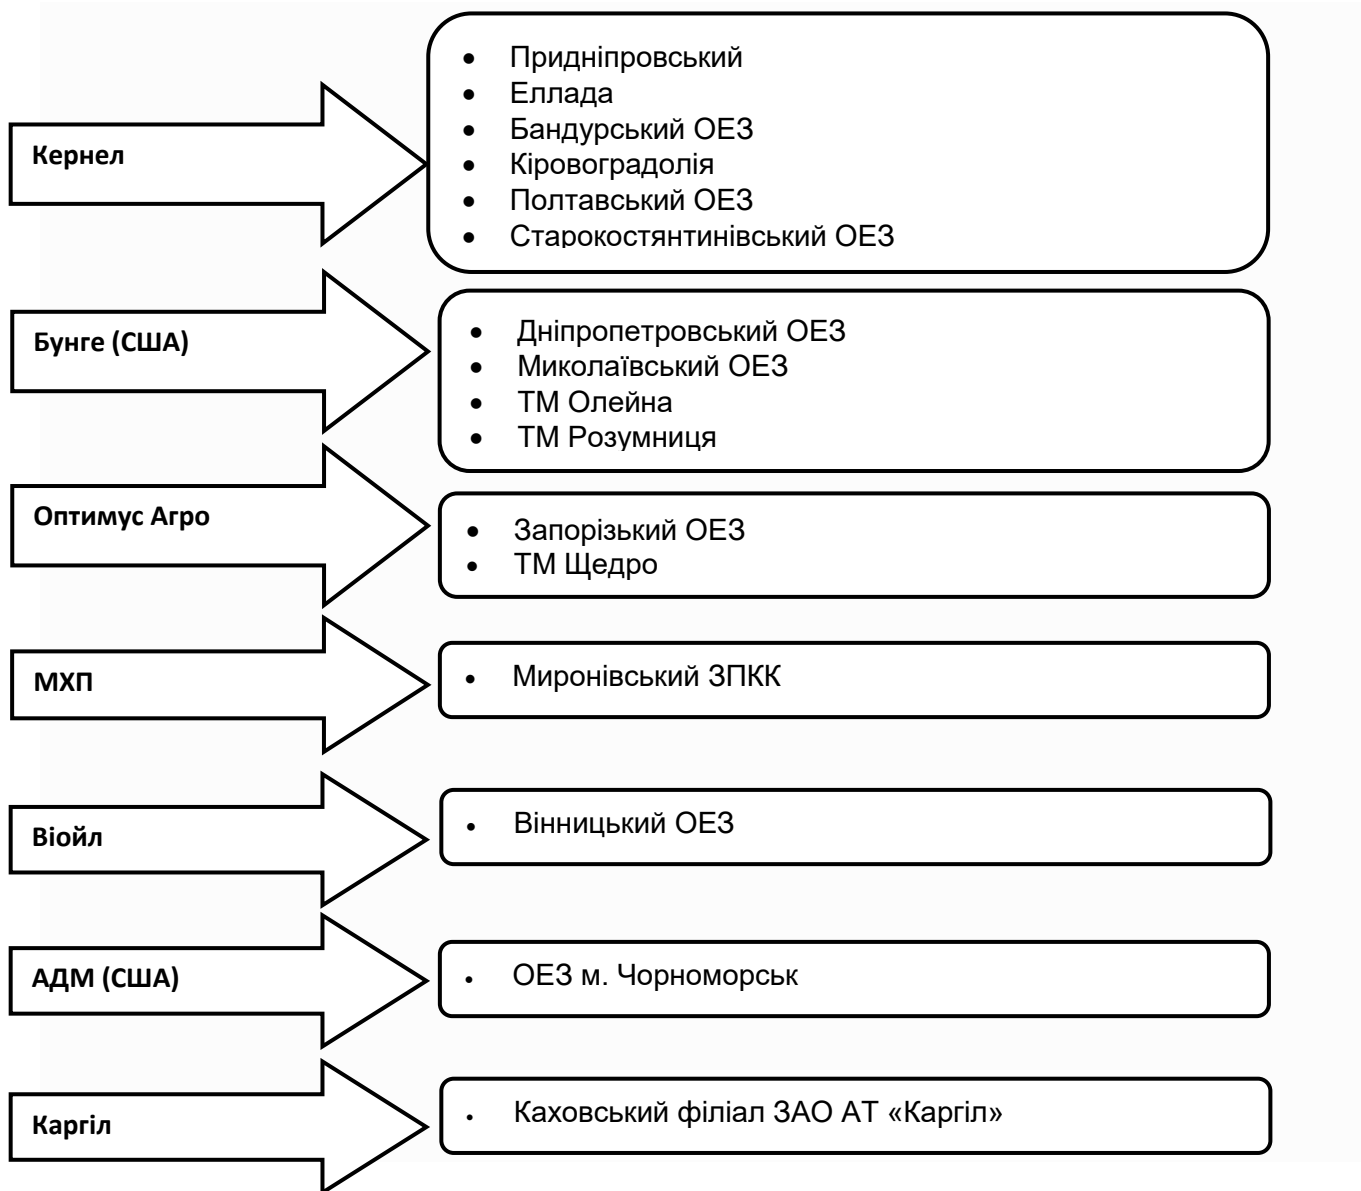 Кернел
• Придніпровський
• Еллада
• Бандурський ОЕЗ
• Кіровоградолія
• Полтавський ОЕЗ
• Старокостянтинівський ОЕЗ
Бунге (США)
• Дніпропетровський ОЕЗ
• Миколаївський ОЕЗ
• ТМ Олейна
• ТМ Розумниця
Оптимус Агро
• Запорізький ОЕЗ
• ТМ Щедро
МХП
• Миронівський ЗПКК
Віойл
• Вінницький ОЕЗ
АДМ (США)
• ОЕЗ м. Чорноморськ
Каргіл
• Каховський філіал ЗАО АТ «Каргіл»